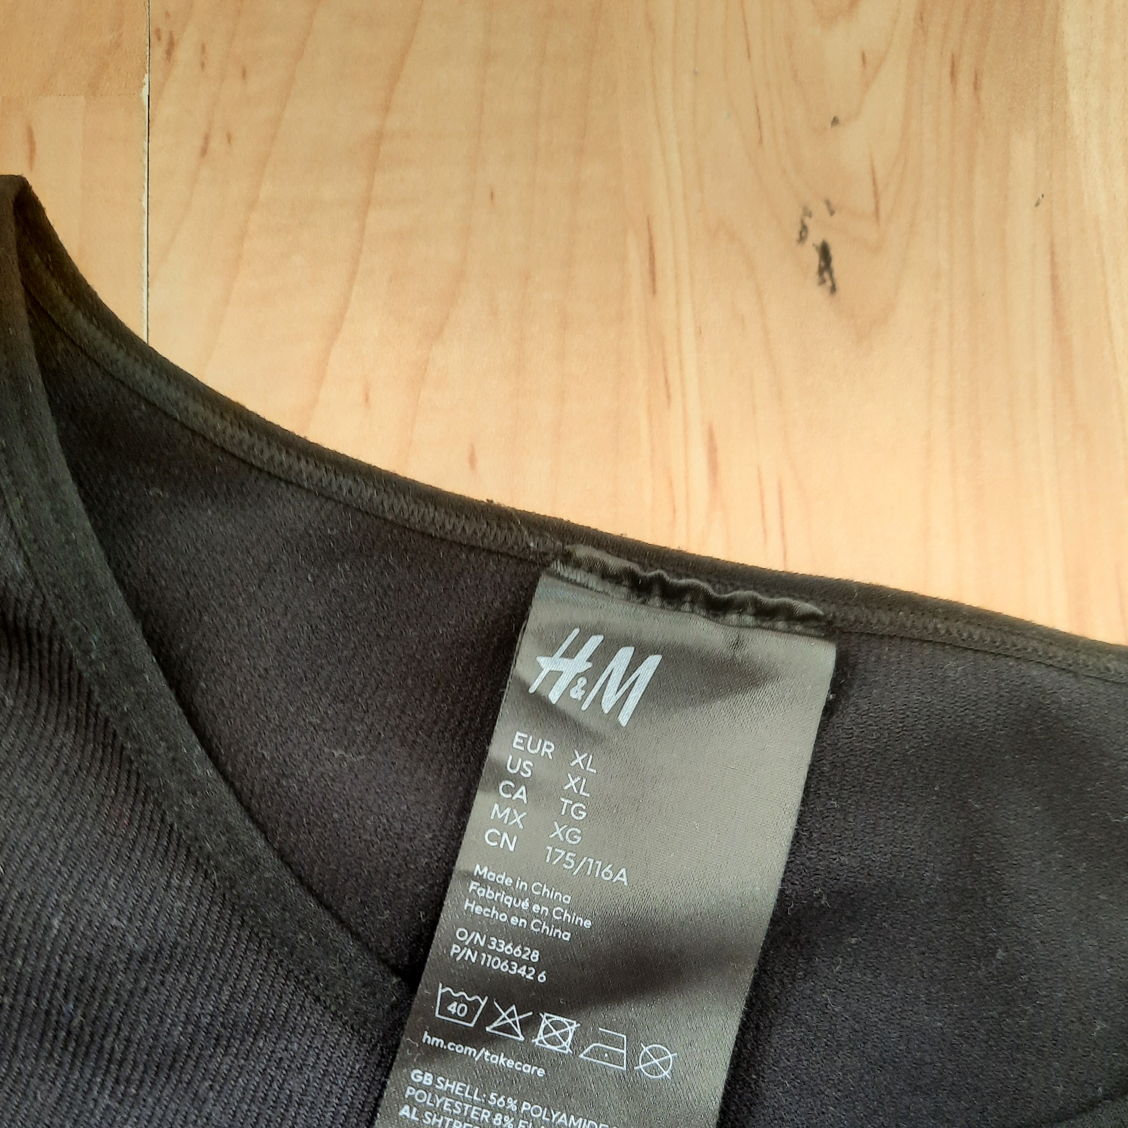 H&M
EUR XL
US XL
CA TG
MX XG
CN 175/116A
Made in China
Fabriqué en Chine
Hecho en China
O/N 336628
P/N 1106342 6
40
hm.com/takecare
GB SHELL: 56% POLYAMIDE
POLYESTER 8%
AL